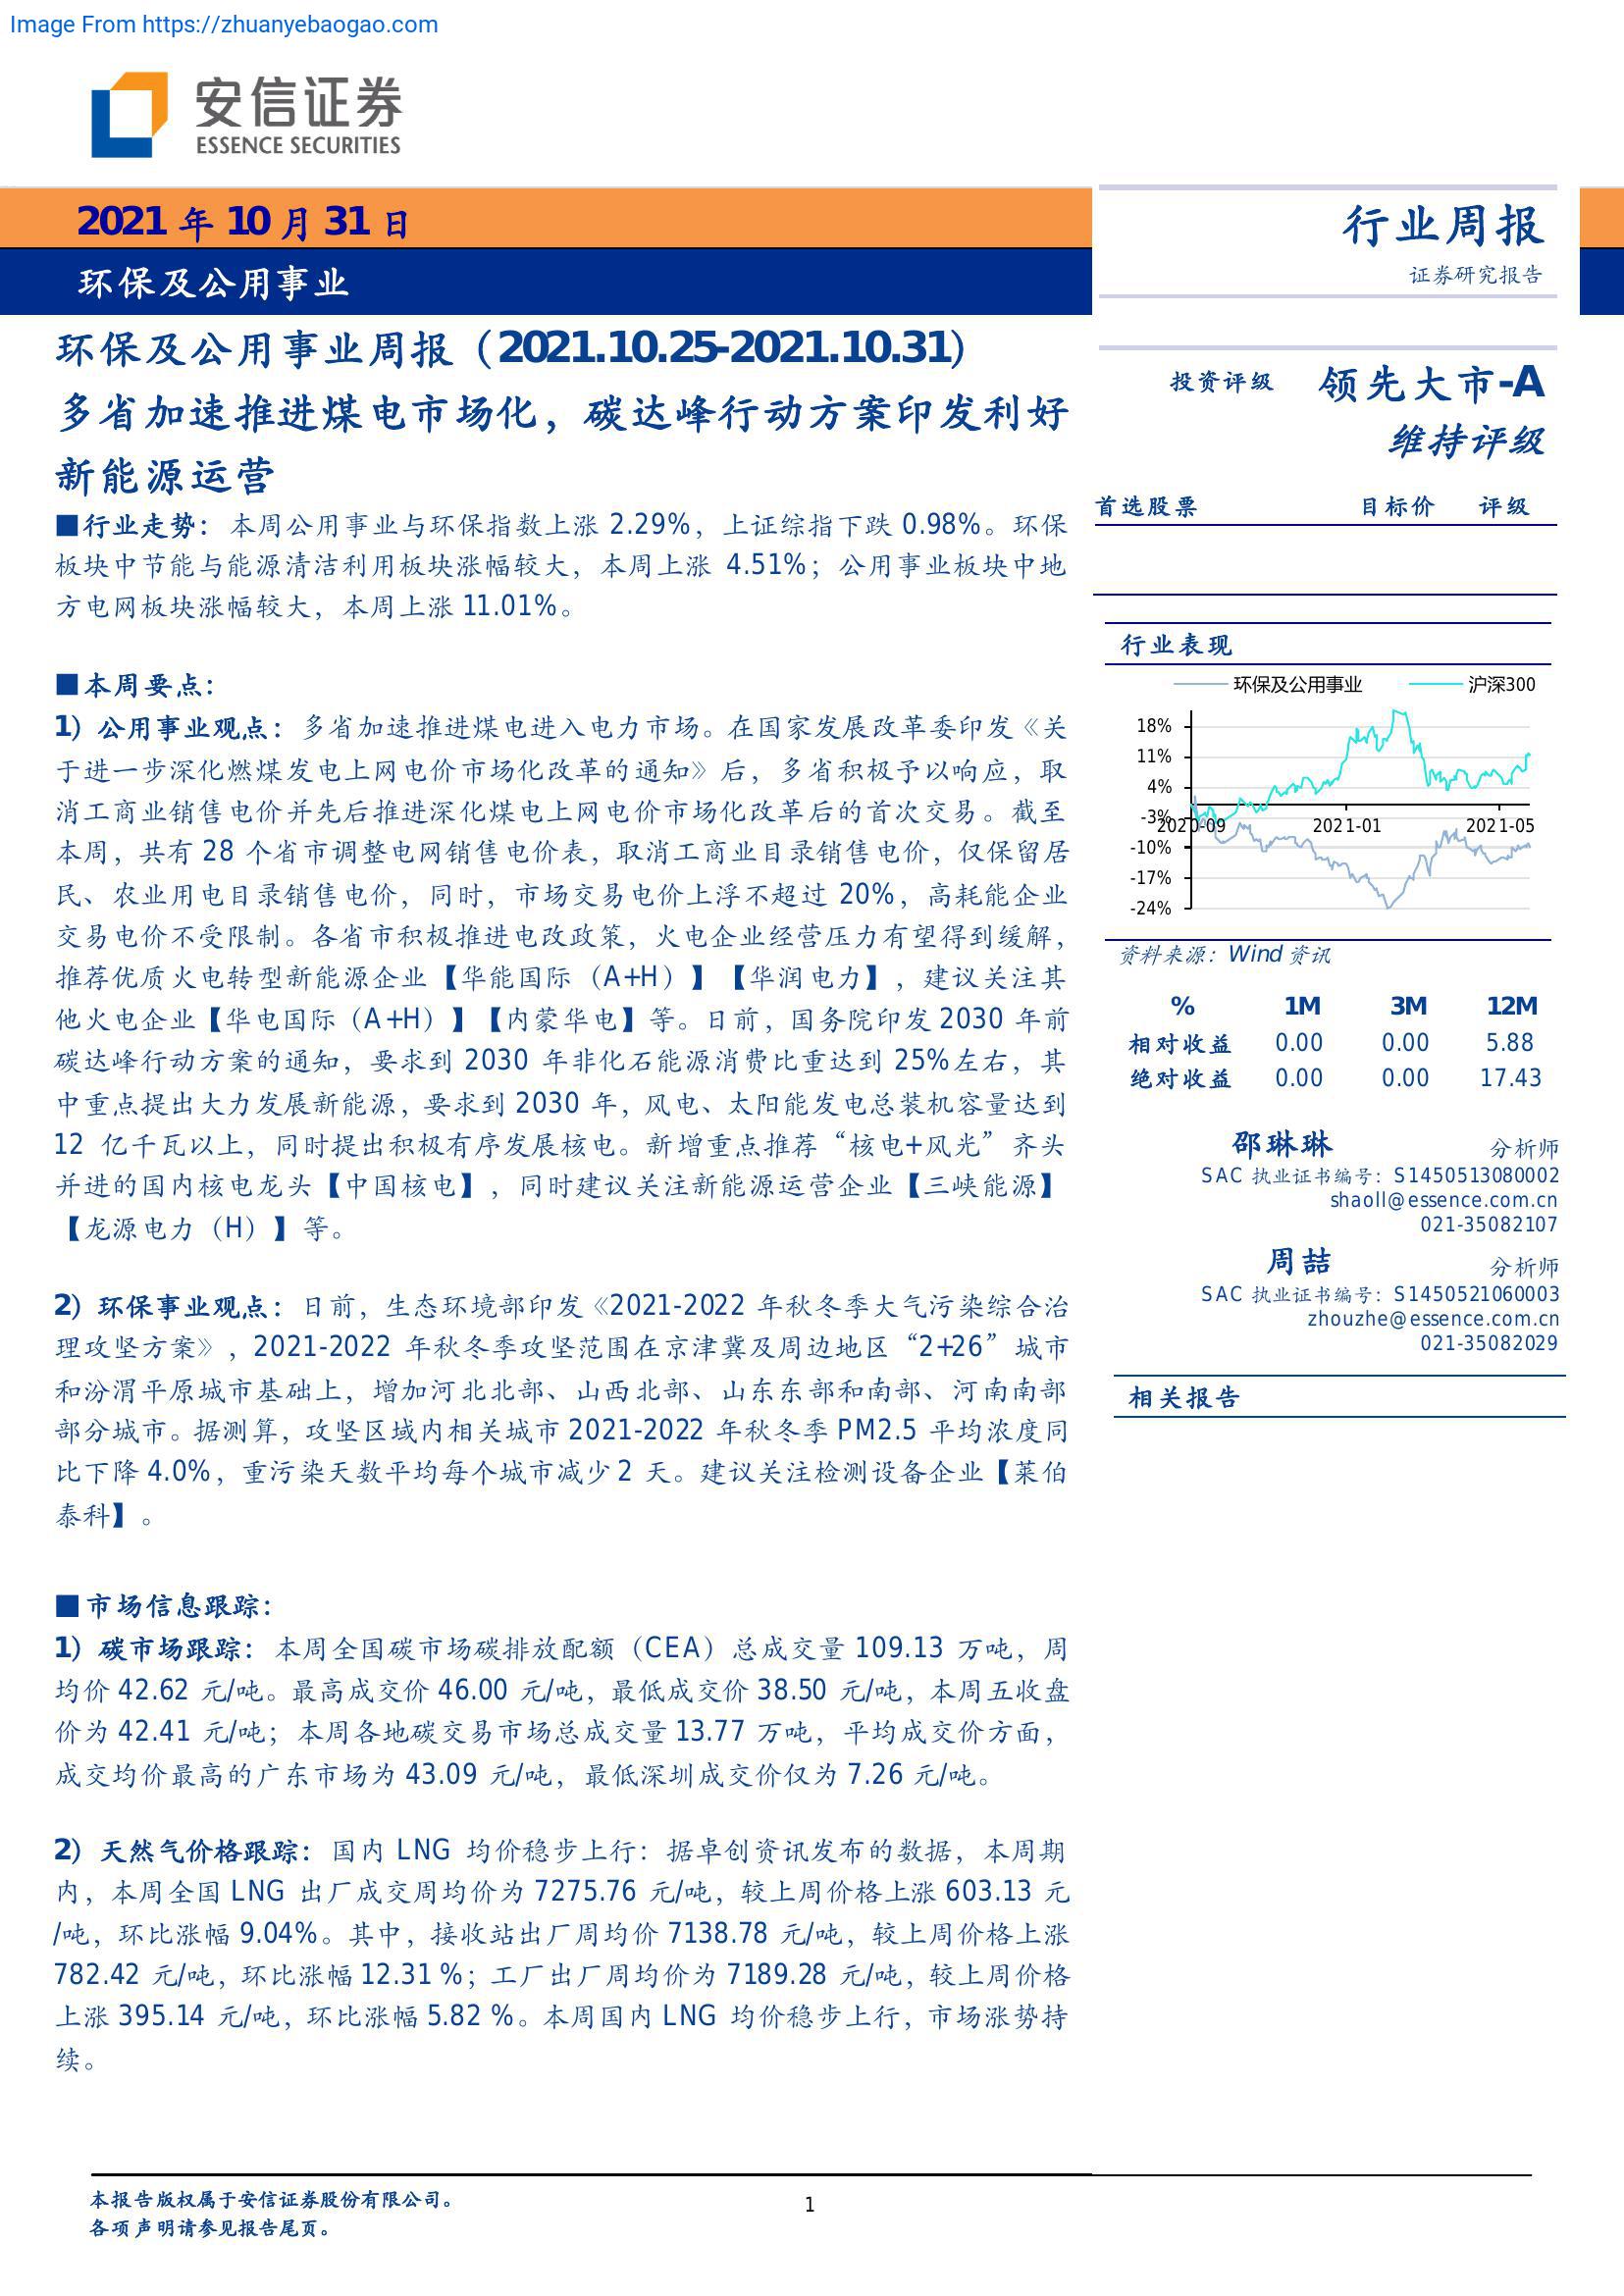 Image From https://zhuanyebaogao.com
安信证券
ESSENCE SECURITIES
2021 年 10 月 31 日
环保及公用事业
行业周报
证券研究报告
环保及公用事业周报（2021.10.25-2021.10.31）
多省加速推进煤电市场化，碳达峰行动方案印发利好
新能源运营
■行业走势：本周公用事业与环保指数上涨 2.29%，上证综指下跌 0.98%。环保
板块中节能与能源清洁利用板块涨幅较大，本周上涨 4.51%；公用事业板块中地
方电网板块涨幅较大，本周上涨 11.01%。
■本周要点：
1）公用事业观点：多省加速推进煤电进入电力市场。在国家发展改革委印发《关
于进一步深化燃煤发电上网电价市场化改革的通知》后，多省积极予以响应，取
消工商业销售电价并先后推进深化煤电上网电价市场化改革后的首次交易。截至
本周，共有 28 个省市调整电网销售电价表，取消工商业目录销售电价，仅保留居
民、农业用电目录销售电价，同时，市场交易电价上浮不超过 20%，高耗能企业
交易电价不受限制。各省市积极推进电改政策，火电企业经营压力有望得到缓解，
推荐优质火电转型新能源企业【华能国际（A+H）】【华润电力】，建议关注其
他火电企业【华电国际（A+H）】【内蒙华电】等。日前，国务院印发 2030 年前
碳达峰行动方案的通知，要求到 2030 年非化石能源消费比重达到 25%左右，其
中重点提出大力发展新能源，要求到 2030 年，风电、太阳能发电总装机容量达到
12 亿千瓦以上，同时提出积极有序发展核电。新增重点推荐“核电+风光”齐头
并进的国内核电龙头【中国核电】，同时建议关注新能源运营企业【三峡能源】
【龙源电力（H）】等。
2）环保事业观点：日前，生态环境部印发《2021-2022 年秋冬季大气污染综合治
理攻坚方案》，2021-2022 年秋冬季攻坚范围在京津冀及周边地区“2+26”城市
和汾渭平原城市基础上，增加河北北部、山西北部、山东东部和南部、河南南部
部分城市。据测算，攻坚区域内相关城市 2021-2022 年秋冬季 PM2.5 平均浓度同
比下降 4.0%，重污染天数平均每个城市减少 2 天。建议关注检测设备企业【莱伯
泰科】。
■市场信息跟踪：
1）碳市场跟踪：本周全国碳市场碳排放配额（CEA）总成交量 109.13 万吨，周
均价 42.62 元/吨。最高成交价 46.00 元/吨，最低成交价 38.50 元/吨，本周五收盘
价为 42.41 元/吨；本周各地碳交易市场总成交量 13.77 万吨，平均成交价方面，
成交均价最高的广东市场为 43.09 元/吨，最低深圳成交价仅为 7.26 元/吨。
2）天然气价格跟踪：国内 LNG 均价稳步上行：据卓创资讯发布的数据，本周期
内，本周全国 LNG 出厂成交周均价为 7275.76 元/吨，较上周价格上涨 603.13 元
/吨，环比涨幅 9.04%。其中，接收站出厂周均价 7138.78 元/吨，较上周价格上涨
782.42 元/吨，环比涨幅 12.31 %；工厂出厂周均价为 7189.28 元/吨，较上周价格
上涨 395.14 元/吨，环比涨幅 5.82 %。本周国内 LNG 均价稳步上行，市场涨势持
续。
投资评级 领先大市-A
维持评级
首选股票 目标价 评级
行业表现
环保及公用事业 沪深300
18%
11%
4%
-3%
-10%
-17%
-24%
2020-09 2021-01 2021-05
资料来源：Wind 资讯
% 1M 3M 12M
相对收益 0.00 0.00 5.88
绝对收益 0.00 0.00 17.43
邵琳琳 分析师
SAC 执业证书编号：S1450513080002
shaoll@essence.com.cn
021-35082107
周喆 分析师
SAC 执业证书编号：S1450521060003
zhouzhe@essence.com.cn
021-35082029
相关报告
本报告版权属于安信证券股份有限公司。
各项声明请参见报告尾页。
1